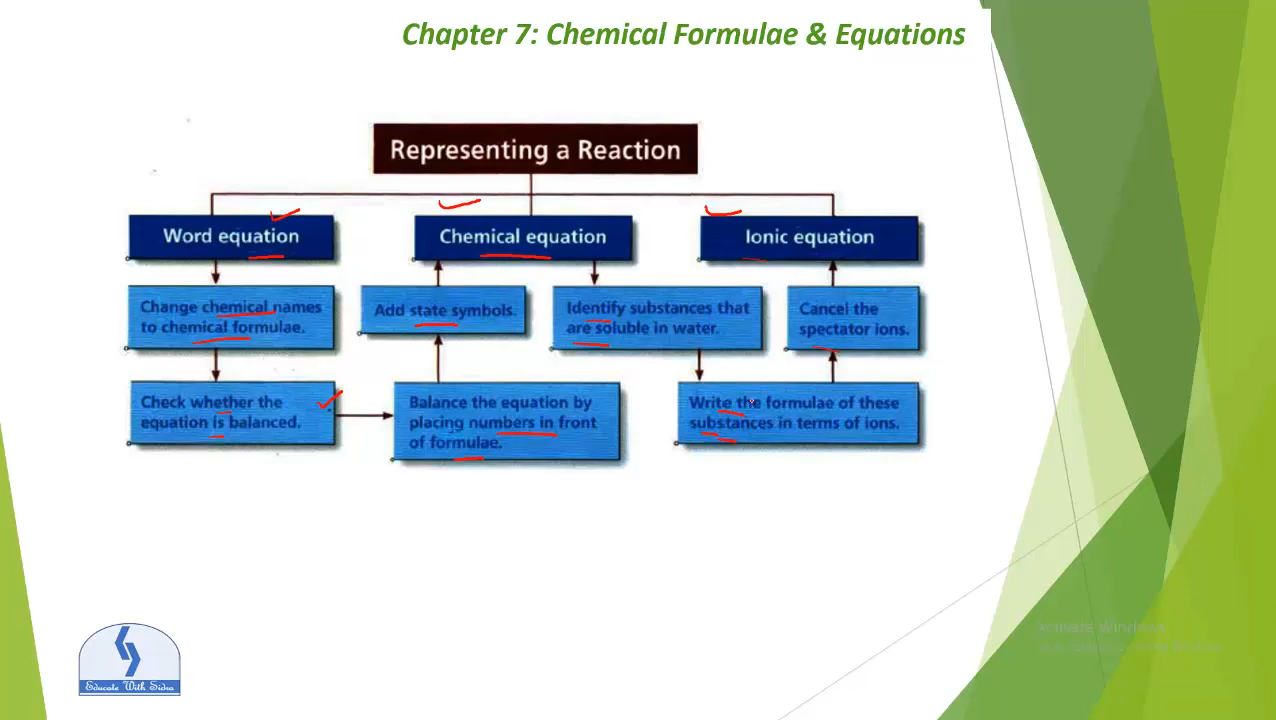 Chapter 7: Chemical Formulae & Equations
Representing a Reaction
Word equation
Chemical equation
Ionic equation
Change chemical names
to chemical formulae.
Add state symbols.
Identify substances that
are soluble in water.
Cancel the
spectator ions.
Check whether the
equation is balanced.
Balance the equation by
placing numbers in front
of formulae.
Write the formulae of these
substances in terms of ions.
Educate With Sidra
Activate Windows